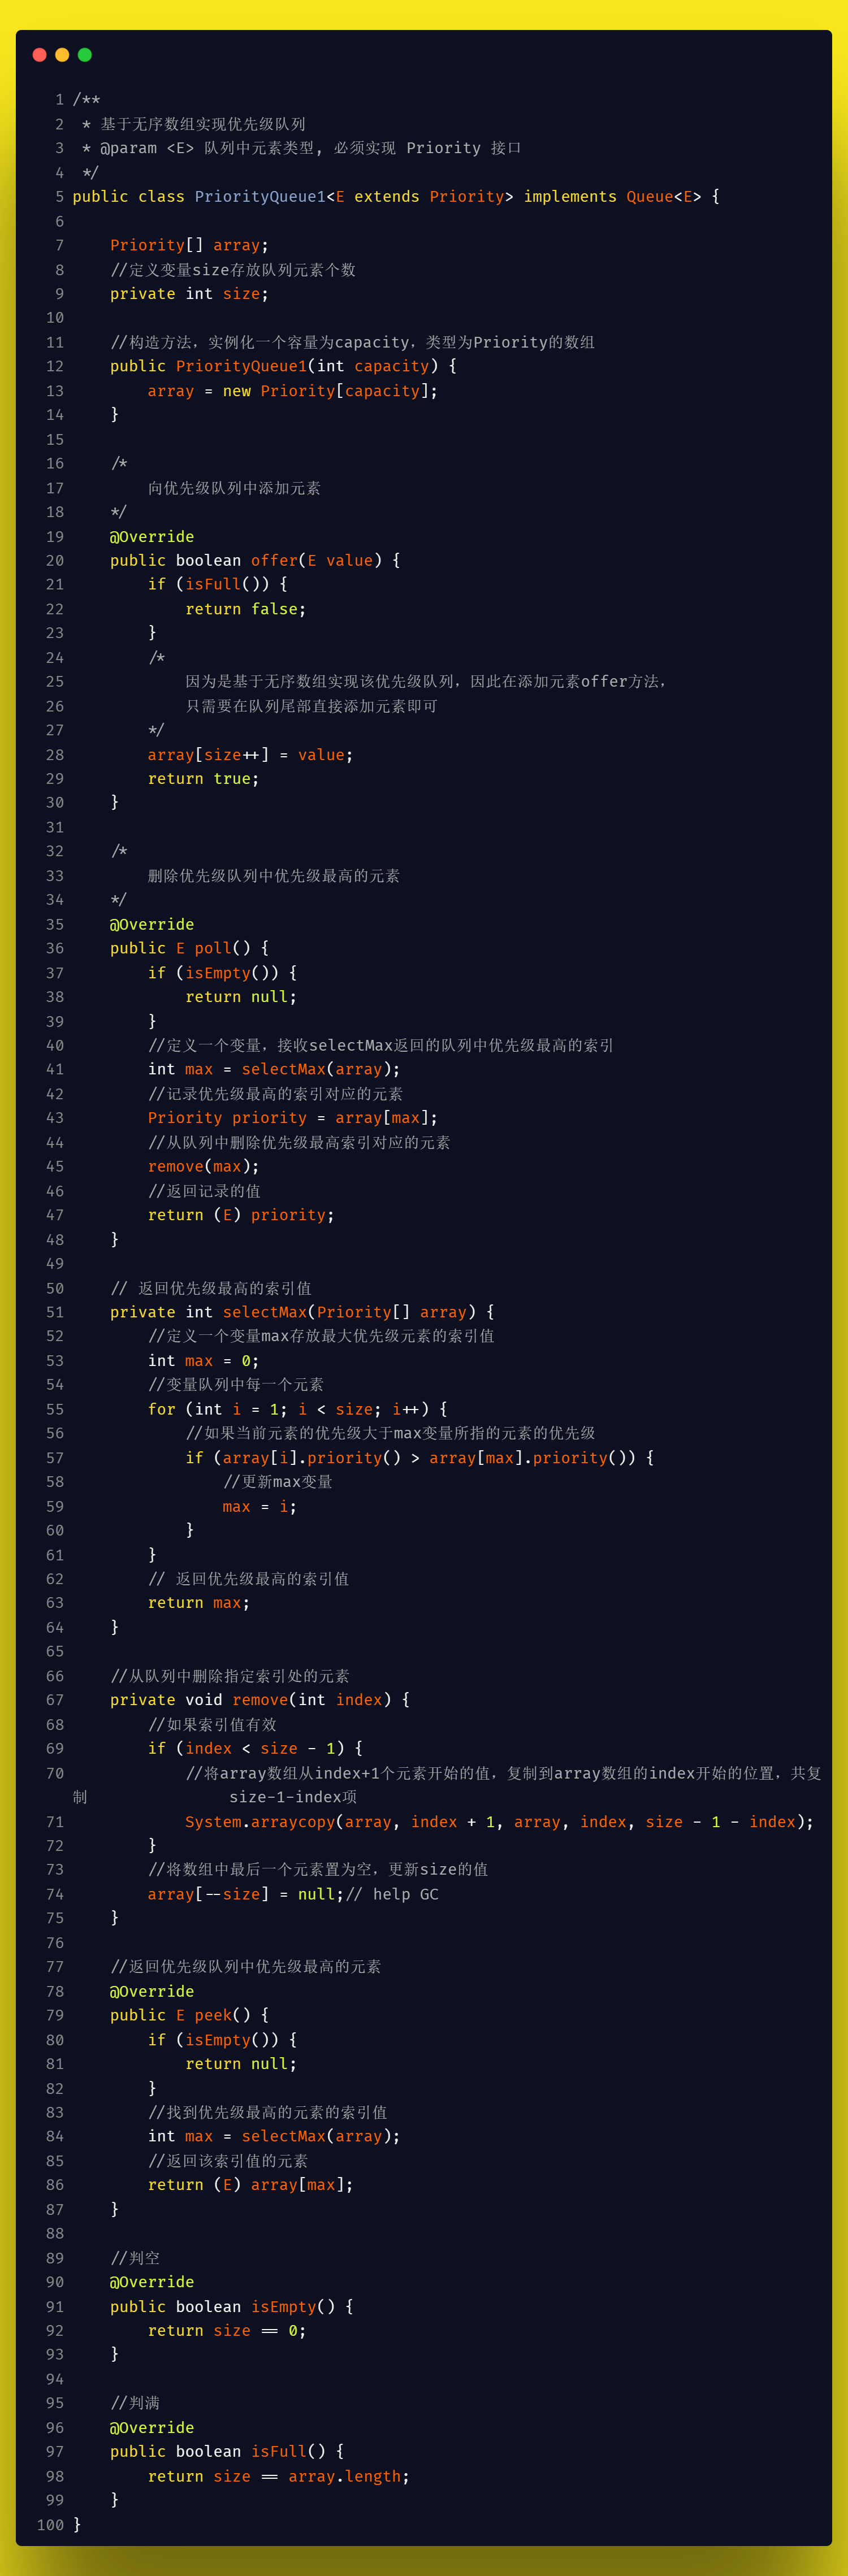 1 /**
2  * 基于无序数组实现优先级队列
3  * @param <E> 队列中元素类型, 必须实现 Priority 接口
4  */
5 public class PriorityQueue1<E extends Priority> implements Queue<E> {
6
7     Priority[] array;
8     //定义变量size存放队列元素个数
9     private int size;
10
11     //构造方法，实例化一个容量为capacity，类型为Priority的数组
12     public PriorityQueue1(int capacity) {
13         array = new Priority[capacity];
14     }
15
16     /*
17         向优先级队列中添加元素
18     */
19     @Override
20     public boolean offer(E value) {
21         if (isFull()) {
22             return false;
23         }
24         /*
25             因为是基于无序数组实现该优先级队列，因此在添加元素offer方法，
26             只需要在队列尾部直接添加元素即可
27         */
28         array[size++] = value;
29         return true;
30     }
31
32     /*
33         删除优先级队列中优先级最高的元素
34     */
35     @Override
36     public E poll() {
37         if (isEmpty()) {
38             return null;
39         }
40         //定义一个变量，接收selectMax返回的队列中优先级最高的索引
41         int max = selectMax(array);
42         //记录优先级最高的索引对应的元素
43         Priority priority = array[max];
44         //从队列中删除优先级最高索引对应的元素
45         remove(max);
46         //返回记录的值
47         return (E) priority;
48     }
49
50     // 返回优先级最高的索引值
51     private int selectMax(Priority[] array) {
52         //定义一个变量max存放最大优先级元素的索引值
53         int max = 0;
54         //变量队列中每一个元素
55         for (int i = 1; i < size; i++) {
56             //如果当前元素的优先级大于max变量所指的元素的优先级
57             if (array[i].priority() > array[max].priority()) {
58                 //更新max变量
59                 max = i;
60             }
61         }
62         // 返回优先级最高的索引值
63         return max;
64     }
65
66     //从队列中删除指定索引处的元素
67     private void remove(int index) {
68         //如果索引值有效
69         if (index < size - 1) {
70             //将array数组从index+1个元素开始的值，复制到array数组的index开始的位置，共复
制               size-1-index项
71             System.arraycopy(array, index + 1, array, index, size - 1 - index);
72         }
73         //将数组中最后一个元素置为空，更新size的值
74         array[--size] = null;// help GC
75     }
76
77     //返回优先级队列中优先级最高的元素
78     @Override
79     public E peek() {
80         if (isEmpty()) {
81             return null;
82         }
83         //找到优先级最高的元素的索引值
84         int max = selectMax(array);
85         //返回该索引值的元素
86         return (E) array[max];
87     }
88
89     //判空
90     @Override
91     public boolean isEmpty() {
92         return size == 0;
93     }
94
95     //判满
96     @Override
97     public boolean isFull() {
98         return size == array.length;
99     }
100 }